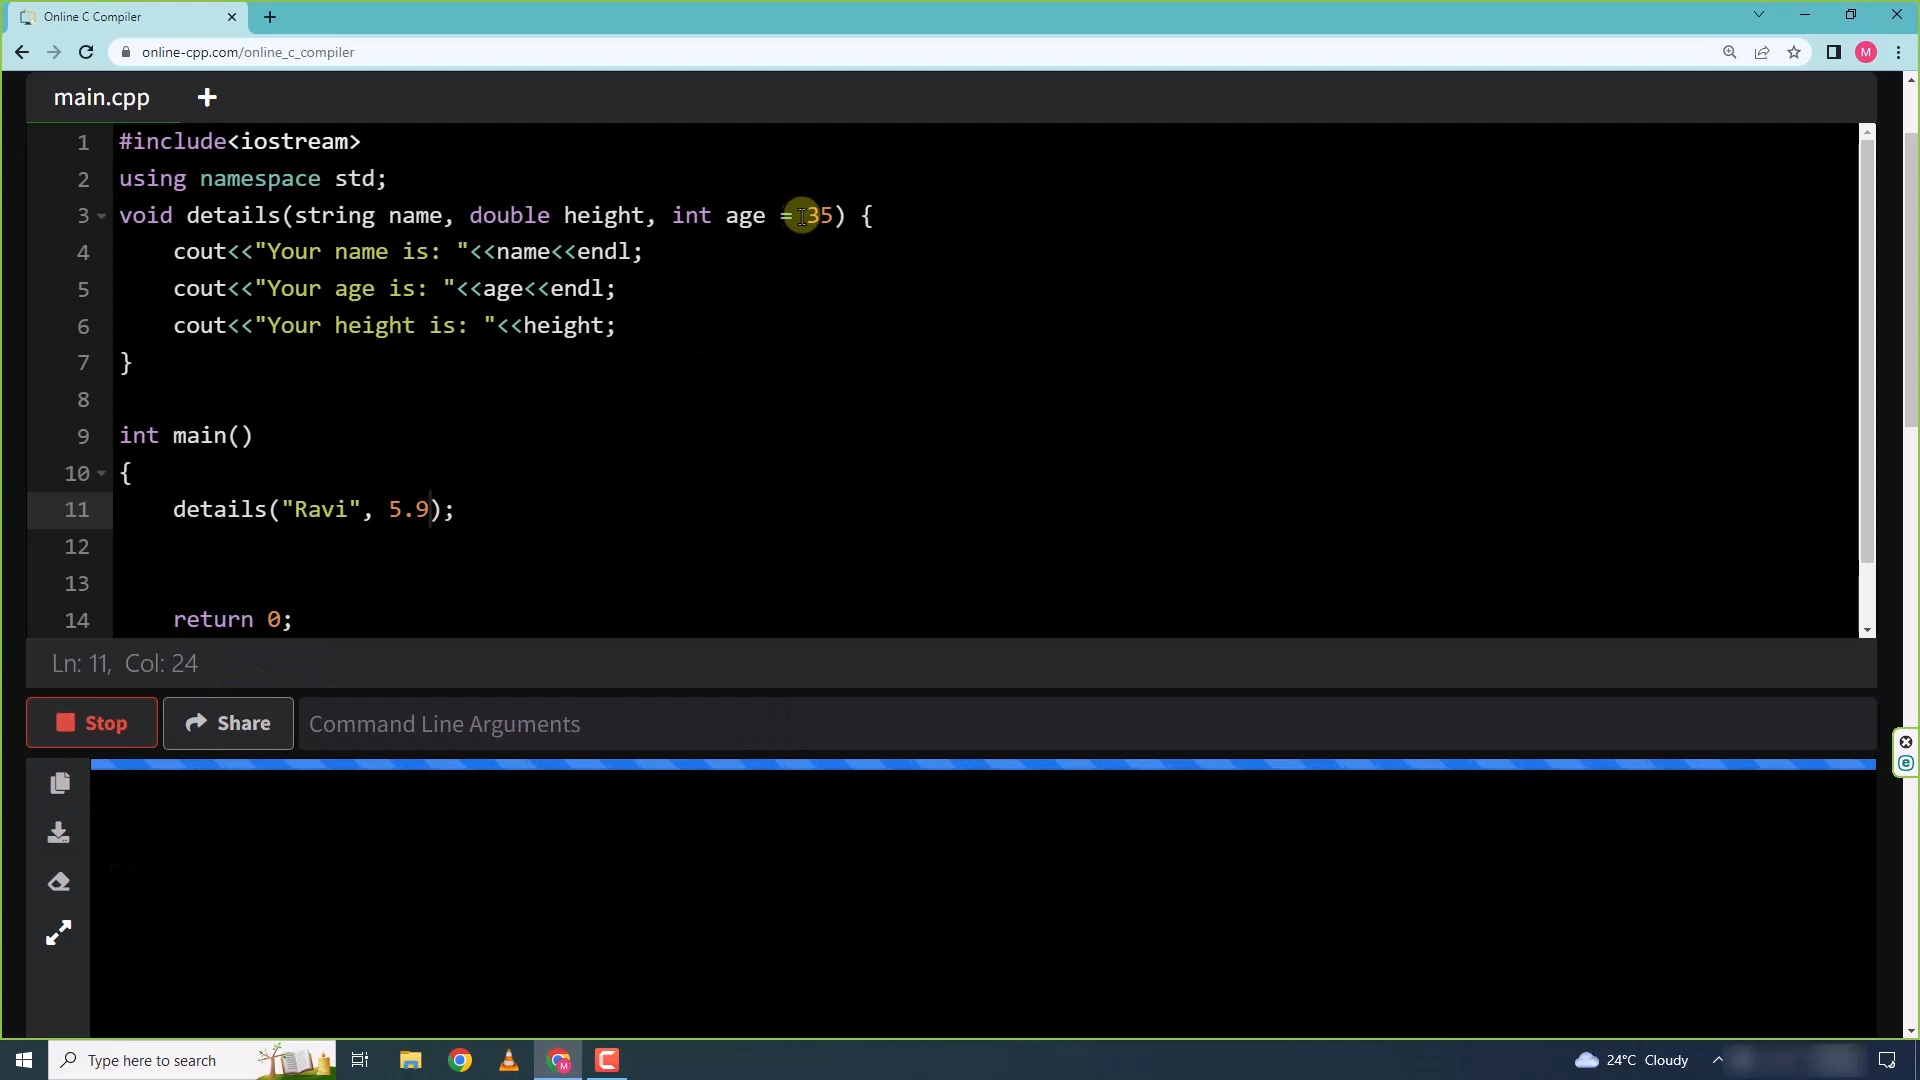 Online C Compiler
online-cpp.com/online_c_compiler
M
main.cpp +
1 #include<iostream>
2 using namespace std;
3 void details(string name, double height, int age = 35) {
4     cout<<"Your name is: "<<name<<endl;
5     cout<<"Your age is: "<<age<<endl;
6     cout<<"Your height is: "<<height;
7 }
8
9 int main()
10 {
11     details("Ravi", 5.9);
12
13
14     return 0;
Ln: 11, Col: 24
Stop Share Command Line Arguments
Type here to search 24°C Cloudy